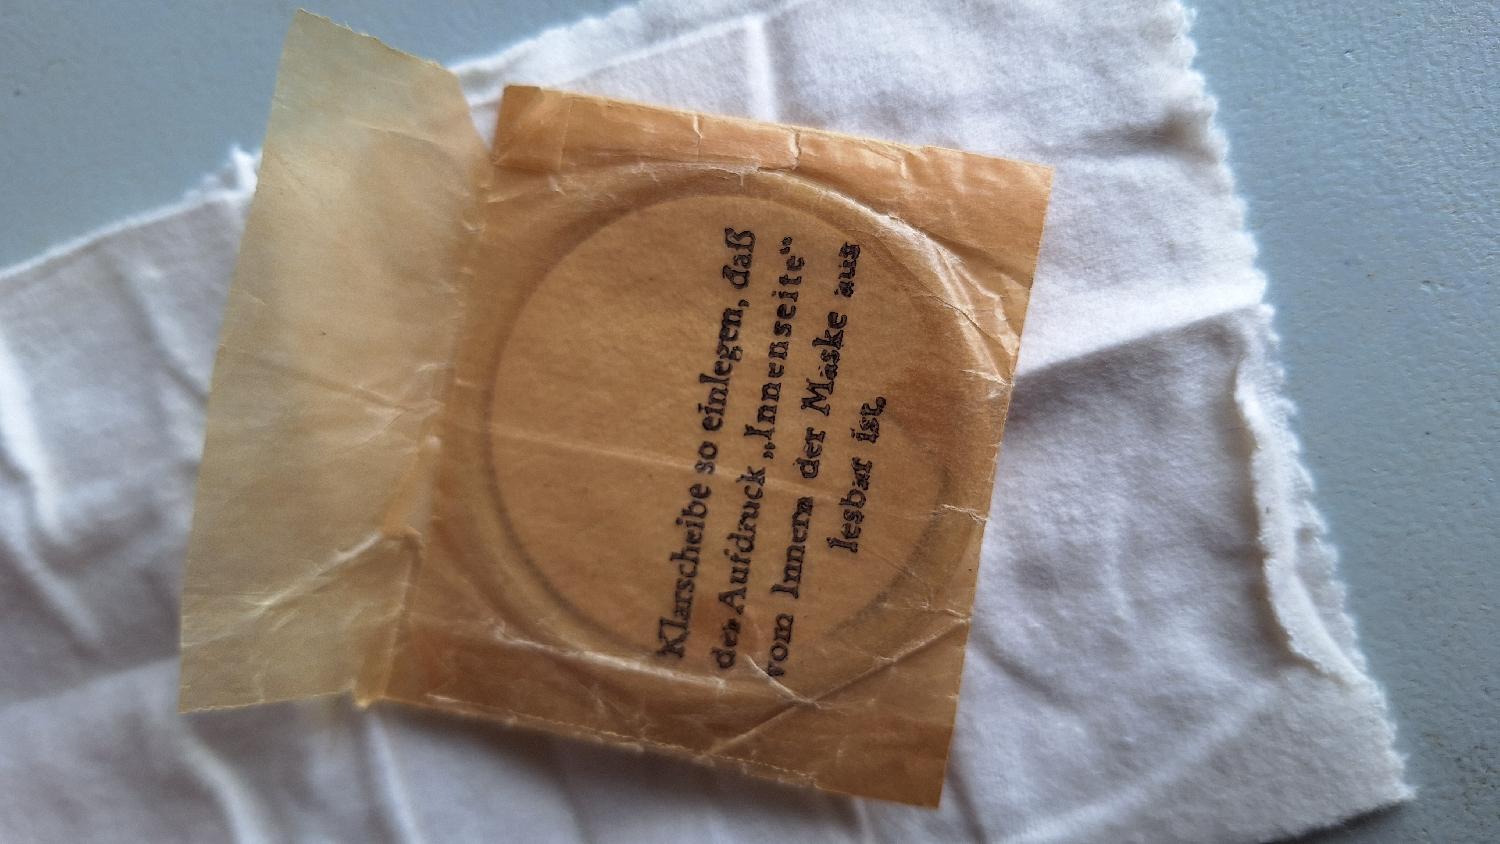 Klarscheibe so einlegen, daß
der Aufdruck „Innenseite“
vom Innern der Maske aus
lesbar ist.